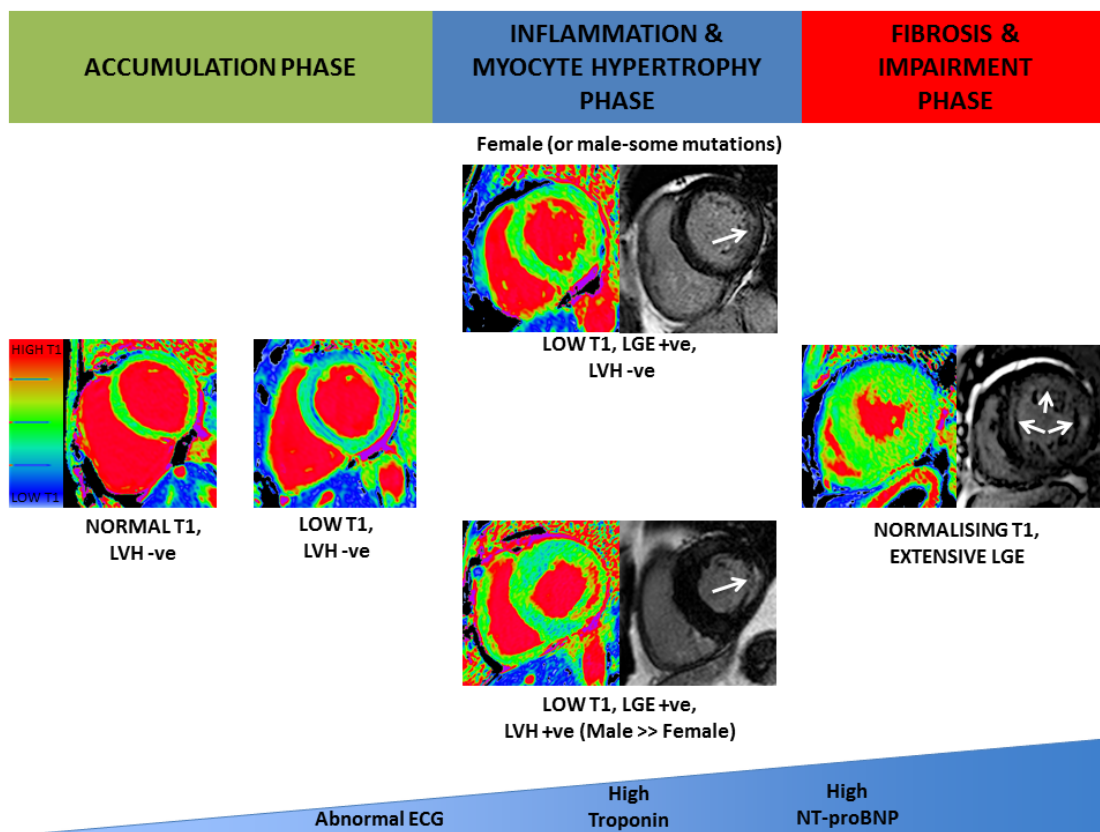 ACCUMULATION PHASE
INFLAMMATION &
MYOCYTE HYPERTROPHY
PHASE
FIBROSIS &
IMPAIRMENT
PHASE
Female (or male-some mutations)
LOW T1, LGE +ve,
LVH -ve
HIGH T1
LOW T1
NORMAL T1,
LVH -ve
LOW T1,
LVH -ve
NORMALISING T1,
EXTENSIVE LGE
LOW T1, LGE +ve,
LVH +ve (Male >> Female)
Abnormal ECG
High
Troponin
High
NT-proBNP